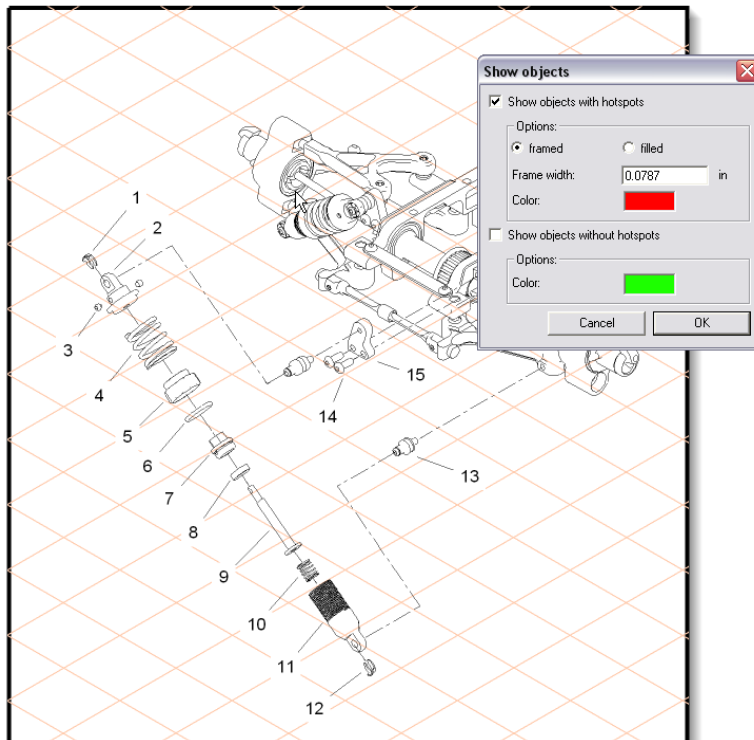 Show objects
Show objects with hotspots
Options:
framed filled
Frame width: 0.0787 in
Color:
Show objects without hotspots
Options:
Color:
Cancel OK
1
2
3
4
5
6
7
8
9
10
11
12
13
14
15